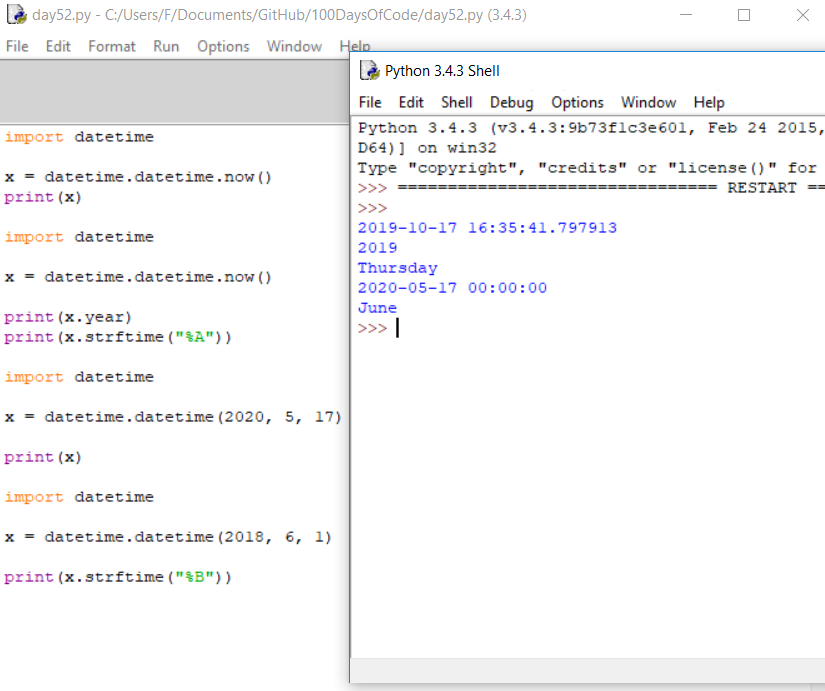 day52.py - C:/Users/F/Documents/GitHub/100DaysOfCode/day52.py (3.4.3)
File Edit Format Run Options Window Help
import datetime
x = datetime.datetime.now()
print(x)
import datetime
x = datetime.datetime.now()
print(x.year)
print(x.strftime("%A"))
import datetime
x = datetime.datetime(2020, 5, 17)
print(x)
import datetime
x = datetime.datetime(2018, 6, 1)
print(x.strftime("%B"))
Python 3.4.3 Shell
File Edit Shell Debug Options Window Help
Python 3.4.3 (v3.4.3:9b73f1c3e601, Feb 24 2015,
D64)] on win32
Type "copyright", "credits" or "license()" for
>>> ================================ RESTART ==
>>>
2019-10-17 16:35:41.797913
2019
Thursday
2020-05-17 00:00:00
June
>>>